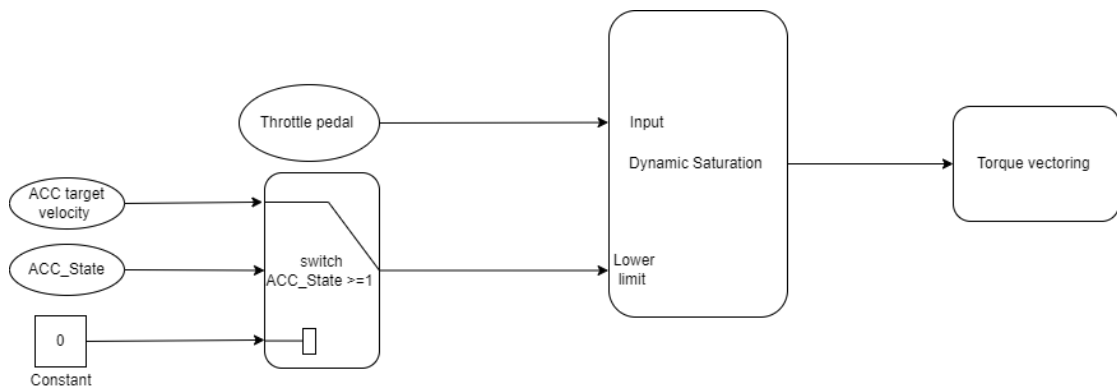 Throttle pedal
Input
Dynamic Saturation
Torque vectoring
ACC target
velocity
switch
ACC_State >=1
ACC_State
Lower
limit
0
Constant